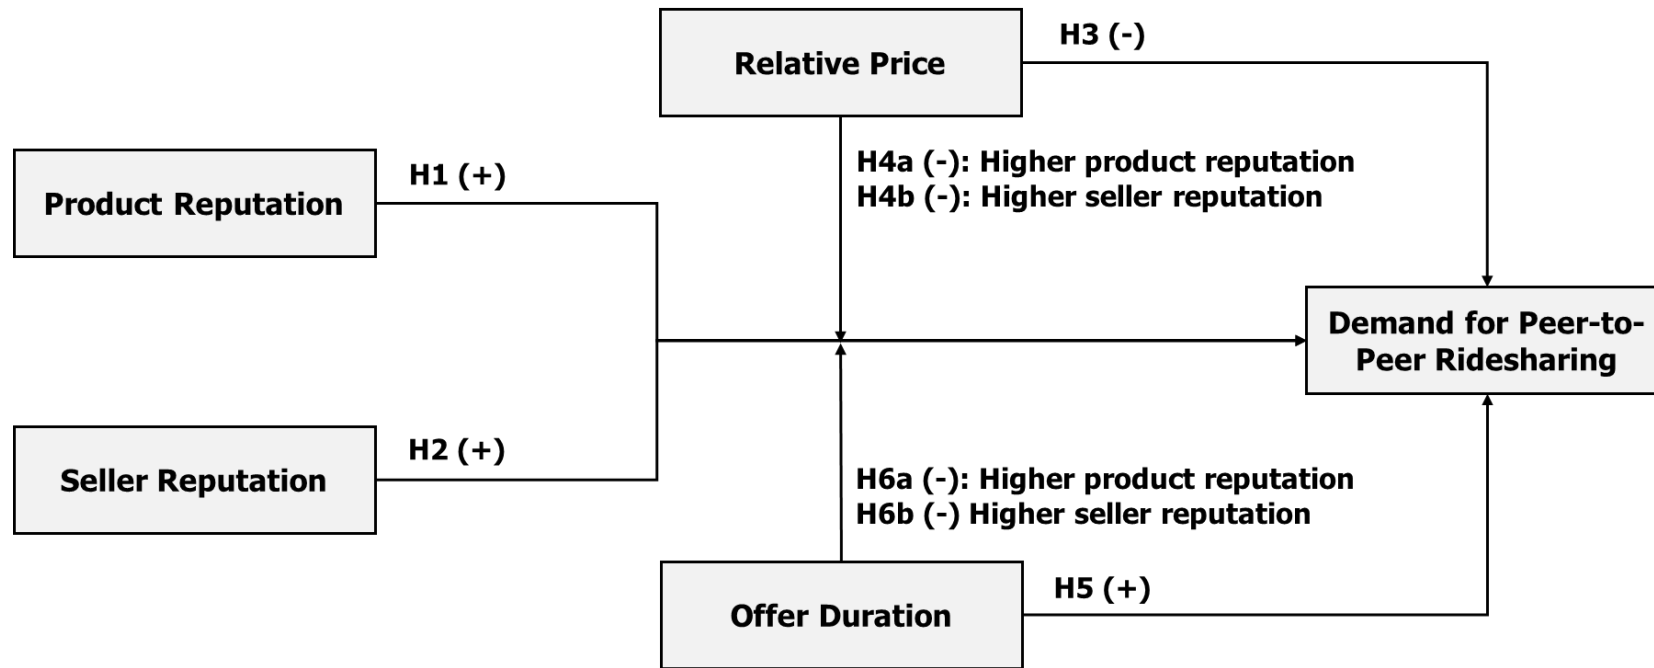 Relative Price
H3 (-)
H4a (-): Higher product reputation
H4b (-): Higher seller reputation
Product Reputation
H1 (+)
Demand for Peer-to-
Peer Ridesharing
Seller Reputation
H2 (+)
H6a (-): Higher product reputation
H6b (-) Higher seller reputation
Offer Duration
H5 (+)